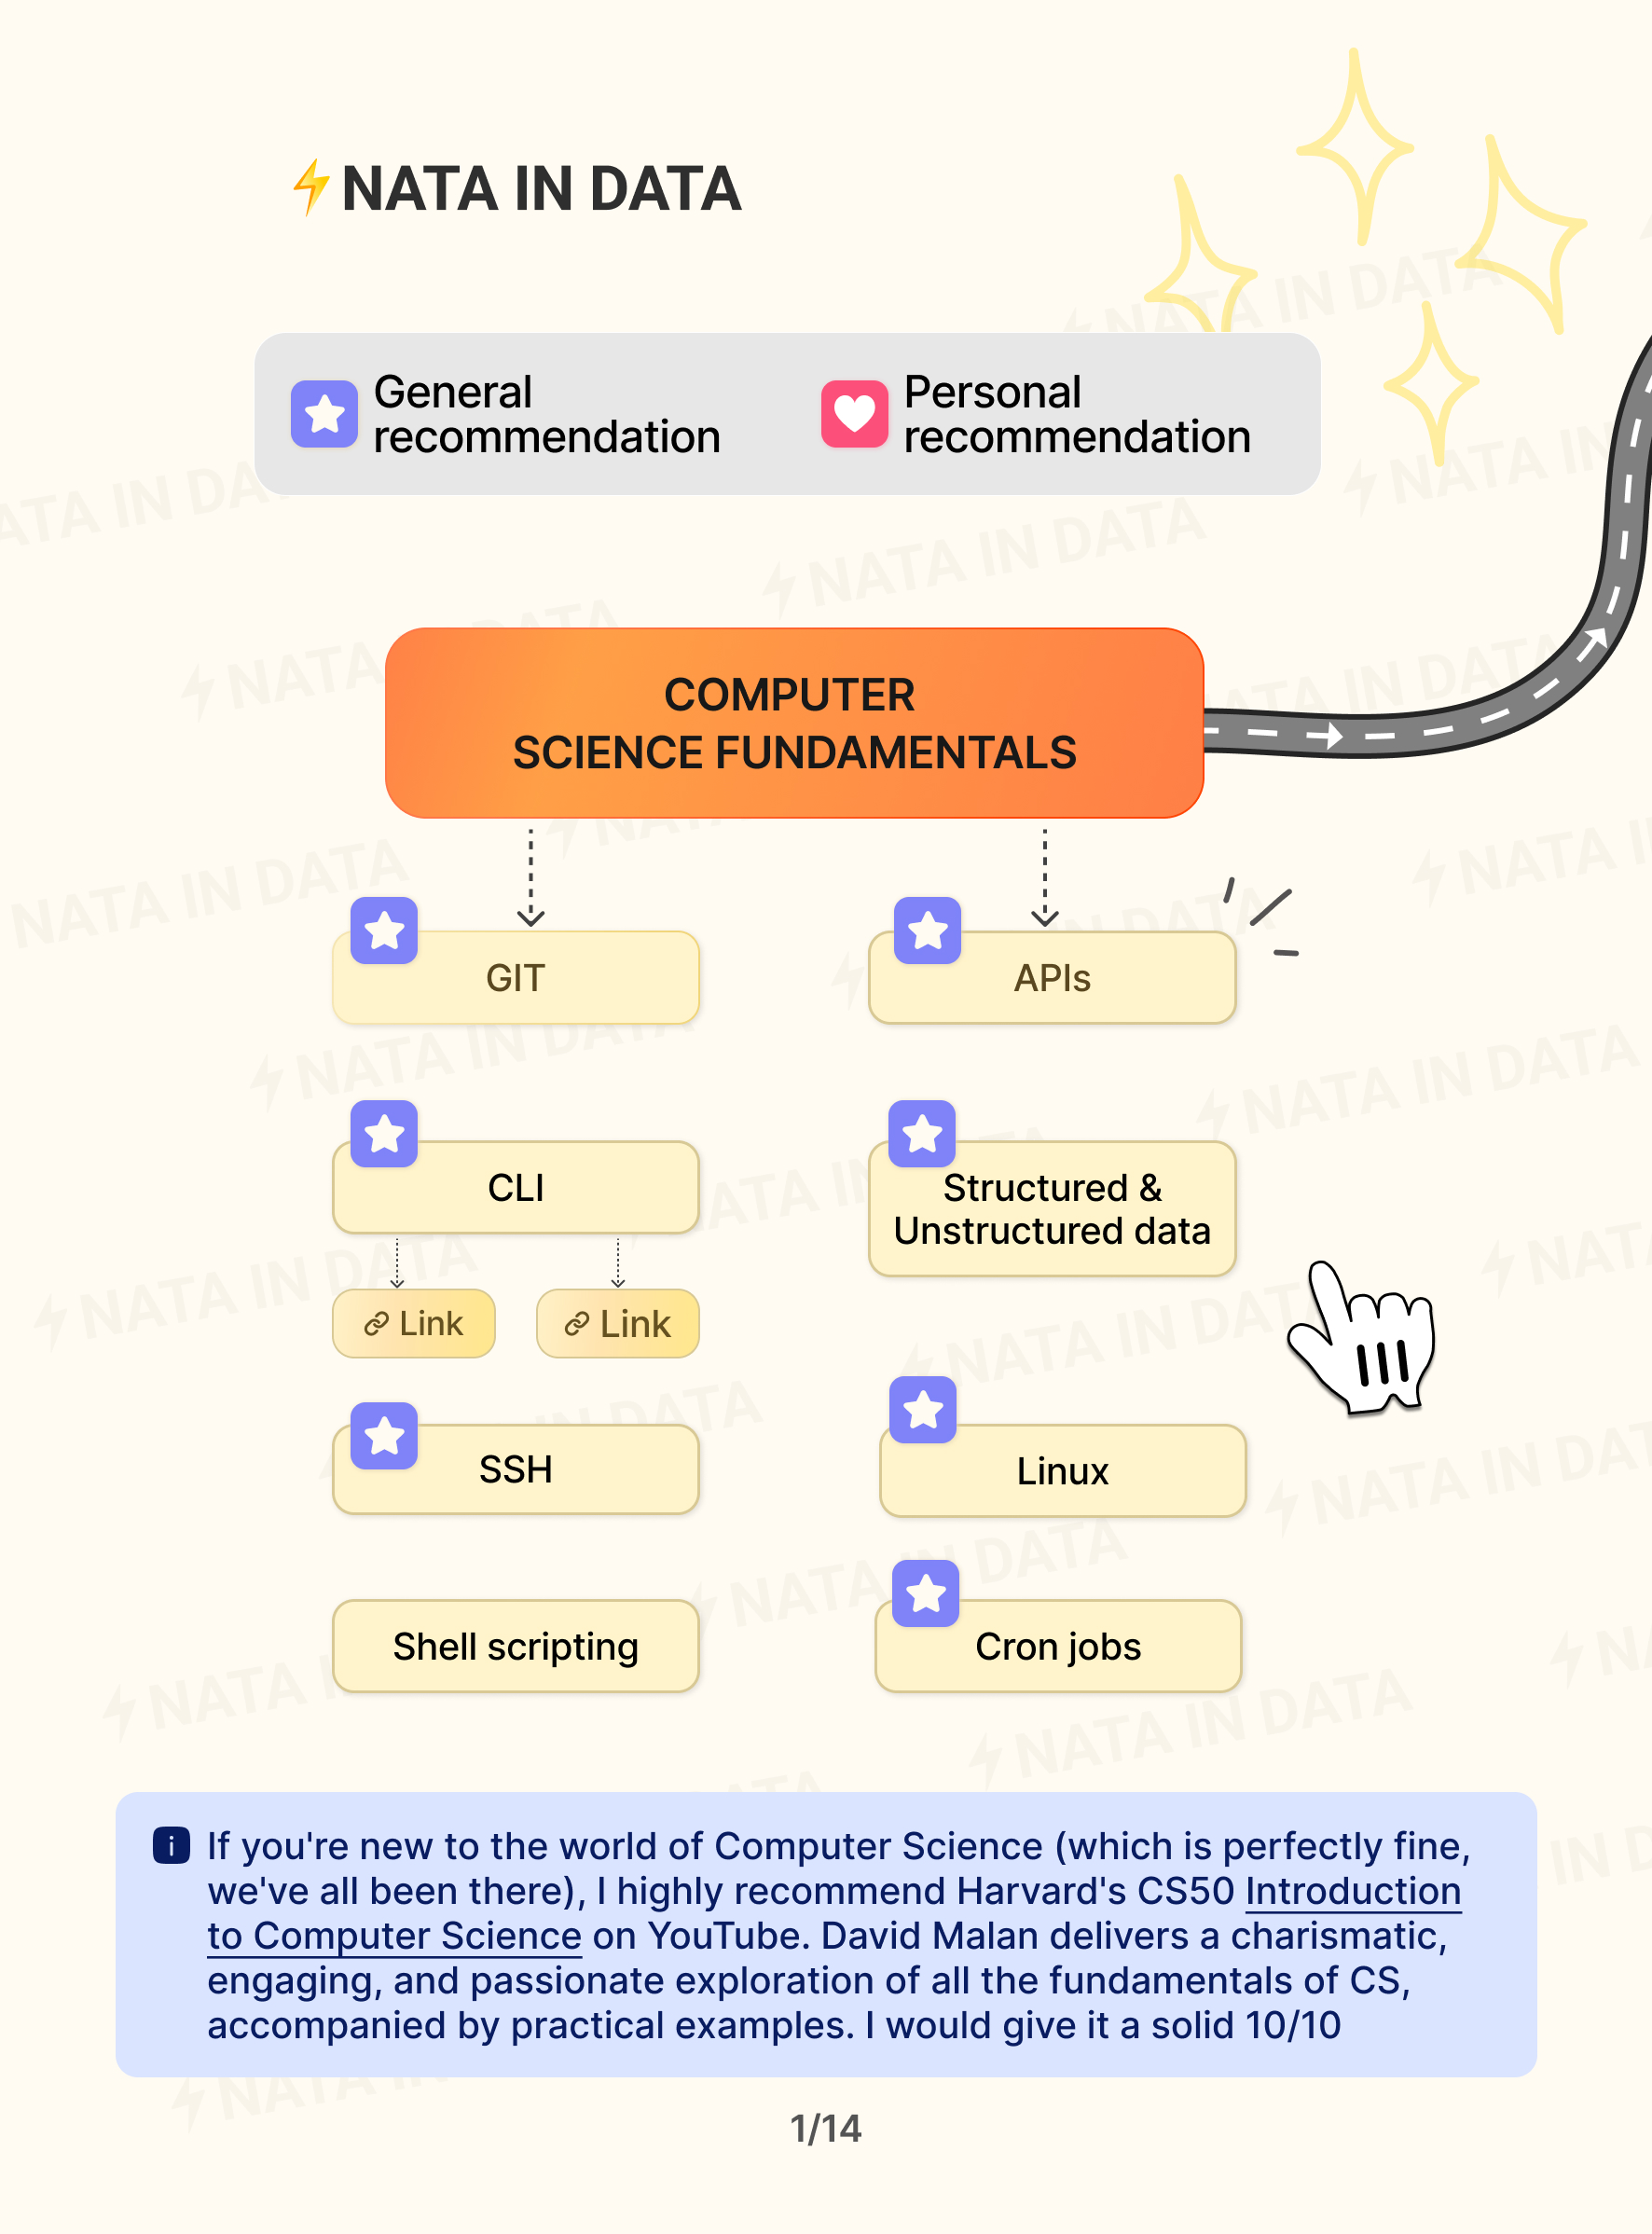 ⚡NATA IN DATA
General
recommendation
Personal
recommendation
COMPUTER
SCIENCE FUNDAMENTALS
GIT
APIs
CLI
Structured &
Unstructured data
Link
Link
SSH
Linux
Shell scripting
Cron jobs
If you're new to the world of Computer Science (which is perfectly fine,
we've all been there), I highly recommend Harvard's CS50 Introduction
to Computer Science on YouTube. David Malan delivers a charismatic,
engaging, and passionate exploration of all the fundamentals of CS,
accompanied by practical examples. I would give it a solid 10/10
1/14